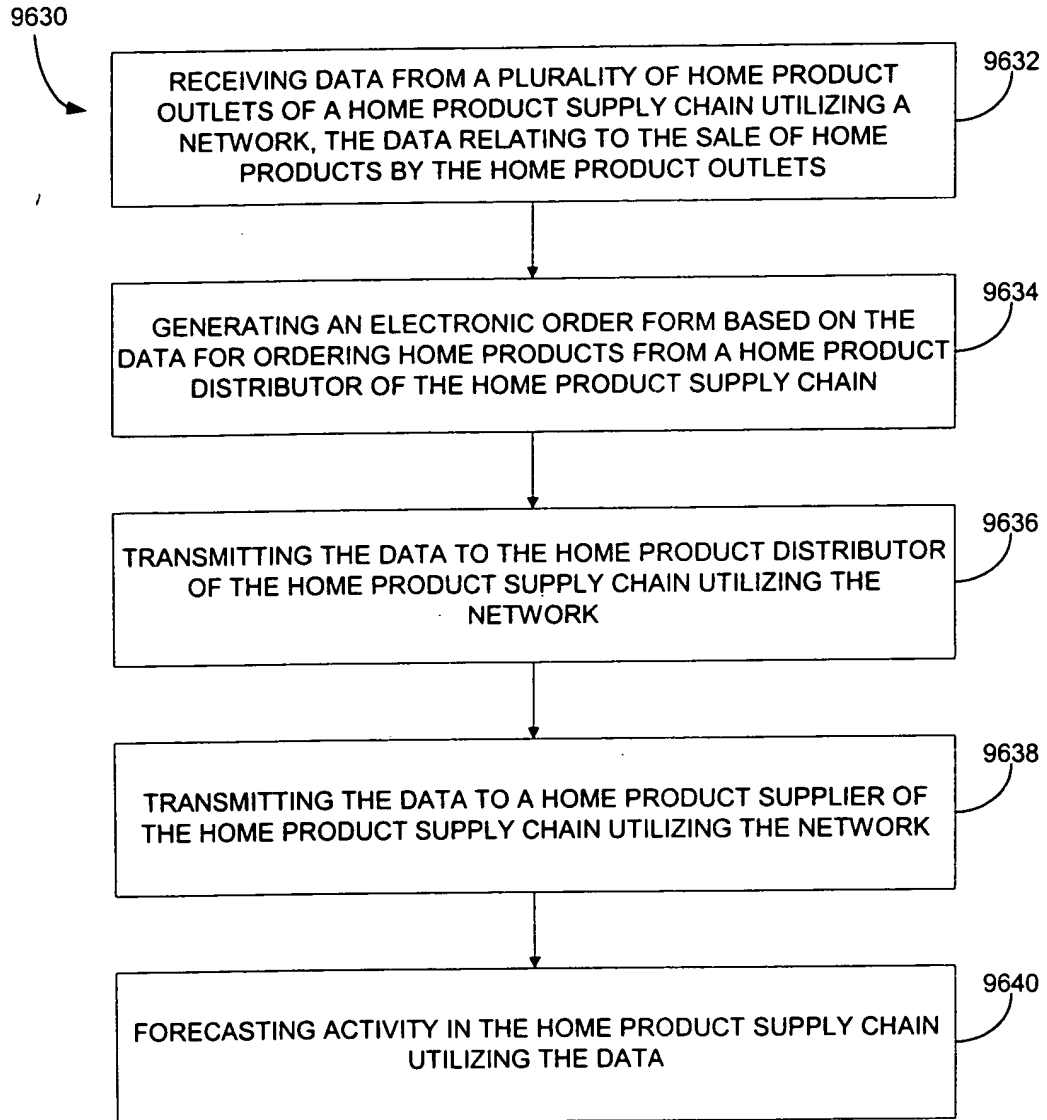 9630
RECEIVING DATA FROM A PLURALITY OF HOME PRODUCT
OUTLETS OF A HOME PRODUCT SUPPLY CHAIN UTILIZING A
NETWORK, THE DATA RELATING TO THE SALE OF HOME
PRODUCTS BY THE HOME PRODUCT OUTLETS
9632
GENERATING AN ELECTRONIC ORDER FORM BASED ON THE
DATA FOR ORDERING HOME PRODUCTS FROM A HOME PRODUCT
DISTRIBUTOR OF THE HOME PRODUCT SUPPLY CHAIN
9634
TRANSMITTING THE DATA TO THE HOME PRODUCT DISTRIBUTOR
OF THE HOME PRODUCT SUPPLY CHAIN UTILIZING THE
NETWORK
9636
TRANSMITTING THE DATA TO A HOME PRODUCT SUPPLIER OF
THE HOME PRODUCT SUPPLY CHAIN UTILIZING THE NETWORK
9638
FORECASTING ACTIVITY IN THE HOME PRODUCT SUPPLY CHAIN
UTILIZING THE DATA
9640